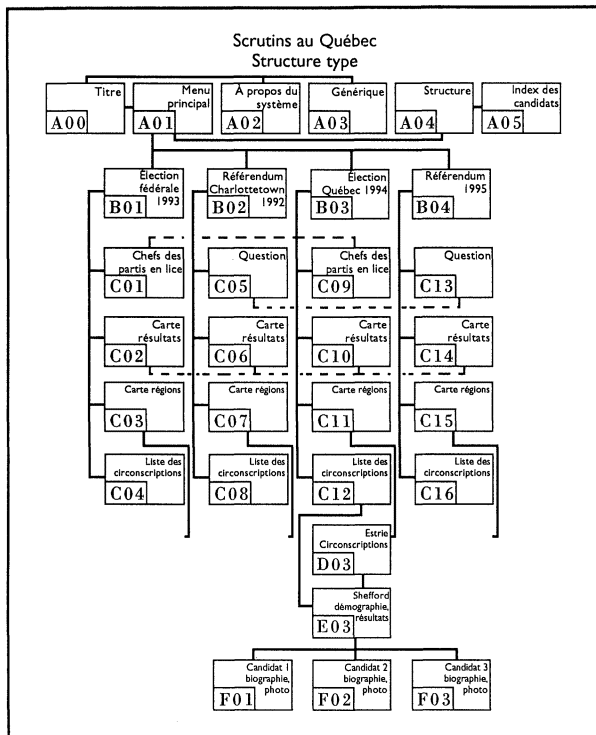 Scrutins au Québec
Structure type
Titre
A00
Menu
principal
A01
À propos du
système
A02
Générique
A03
Structure
A04
Index des
candidats
A05
Élection
fédérale
1993
B01
Référendum
Charlottetown
1992
B02
Élection
Québec 1994
B03
Référendum
1995
B04
Chefs des
partis en lice
C01
Question
C05
Chefs des
partis en lice
C09
Question
C13
Carte
résultats
C02
Carte
résultats
C06
Carte
résultats
C10
Carte
résultats
C14
Carte régions
C03
Carte régions
C07
Carte régions
C11
Carte régions
C15
Liste des
circonscriptions
C04
Liste des
circonscriptions
C08
Liste des
circonscriptions
C12
Liste des
circonscriptions
C16
Estrie
Circonscriptions
D03
Shefford
démographie,
résultats
E03
Candidat 1
biographie,
photo
F01
Candidat 2
biographie,
photo
F02
Candidat 3
biographie,
photo
F03